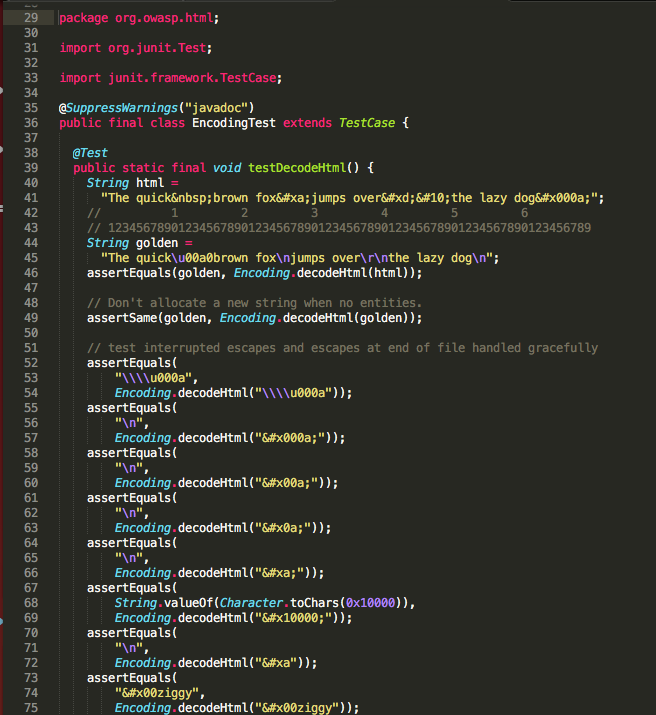 29 package org.owasp.html;
30
31 import org.junit.Test;
32
33 import junit.framework.TestCase;
34
35 @SuppressWarnings("javadoc")
36 public final class EncodingTest extends TestCase {
37
38   @Test
39   public static final void testDecodeHtml() {
40     String html =
41       "The quick&nbsp;brown fox&#xa;jumps over&#xd;&#10;the lazy dog&#x000a;";
42     //          1         2         3         4         5         6
43     // 123456789012345678901234567890123456789012345678901234567890123456789
44     String golden =
45       "The quick\u00a0brown fox\njumps over\r\nthe lazy dog\n";
46     assertEquals(golden, Encoding.decodeHtml(html));
47
48     // Don't allocate a new string when no entities.
49     assertSame(golden, Encoding.decodeHtml(golden));
50
51     // test interrupted escapes and escapes at end of file handled gracefully
52     assertEquals(
53         "\\\\u000a",
54         Encoding.decodeHtml("\\\\u000a"));
55     assertEquals(
56         "\n",
57         Encoding.decodeHtml("&#x000a;"));
58     assertEquals(
59         "\n",
60         Encoding.decodeHtml("&#x00a;"));
61     assertEquals(
62         "\n",
63         Encoding.decodeHtml("&#x0a;"));
64     assertEquals(
65         "\n",
66         Encoding.decodeHtml("&#xa;"));
67     assertEquals(
68         String.valueOf(Character.toChars(0x10000)),
69         Encoding.decodeHtml("&#x10000;"));
70     assertEquals(
71         "\n",
72         Encoding.decodeHtml("&#xa"));
73     assertEquals(
74         "&#x00ziggy",
75         Encoding.decodeHtml("&#x00ziggy"));